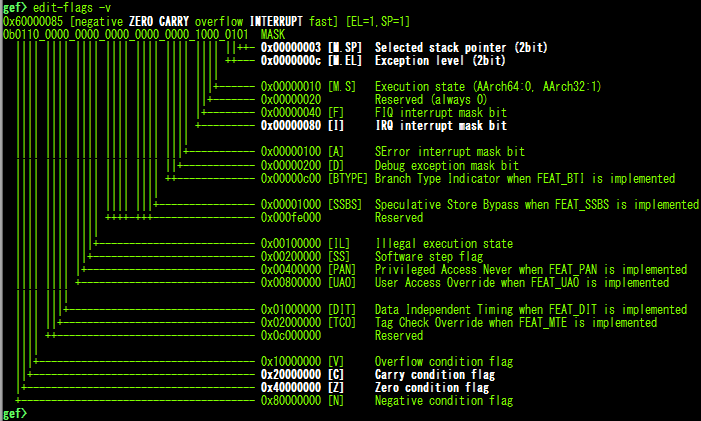 gef> edit-flags -v
0x60000085 [negative ZERO CARRY overflow INTERRUPT fast] [EL=1,SP=1]
0b0110_0000_0000_0000_0000_0000_1000_0101  MASK
0x00000003 [M.SP]  Selected stack pointer (2bit)
0x0000000c [M.EL]  Exception level (2bit)
0x00000010 [M.S]   Execution state (AArch64:0, AArch32:1)
0x00000020         Reserved (always 0)
0x00000040 [F]     FIQ interrupt mask bit
0x00000080 [I]     IRQ interrupt mask bit
0x00000100 [A]     SError interrupt mask bit
0x00000200 [D]     Debug exception mask bit
0x00000c00 [BTYPE] Branch Type Indicator when FEAT_BTI is implemented
0x00001000 [SSBS]  Speculative Store Bypass when FEAT_SSBS is implemented
0x000fe000         Reserved
0x00100000 [IL]    Illegal execution state
0x00200000 [SS]    Software step flag
0x00400000 [PAN]   Privileged Access Never when FEAT_PAN is implemented
0x00800000 [UAO]   User Access Override when FEAT_UAO is implemented
0x01000000 [DIT]   Data Independent Timing when FEAT_DIT is implemented
0x02000000 [TCO]   Tag Check Override when FEAT_MTE is implemented
0x0c000000         Reserved
0x10000000 [V]     Overflow condition flag
0x20000000 [C]     Carry condition flag
0x40000000 [Z]     Zero condition flag
0x80000000 [N]     Negative condition flag
gef>